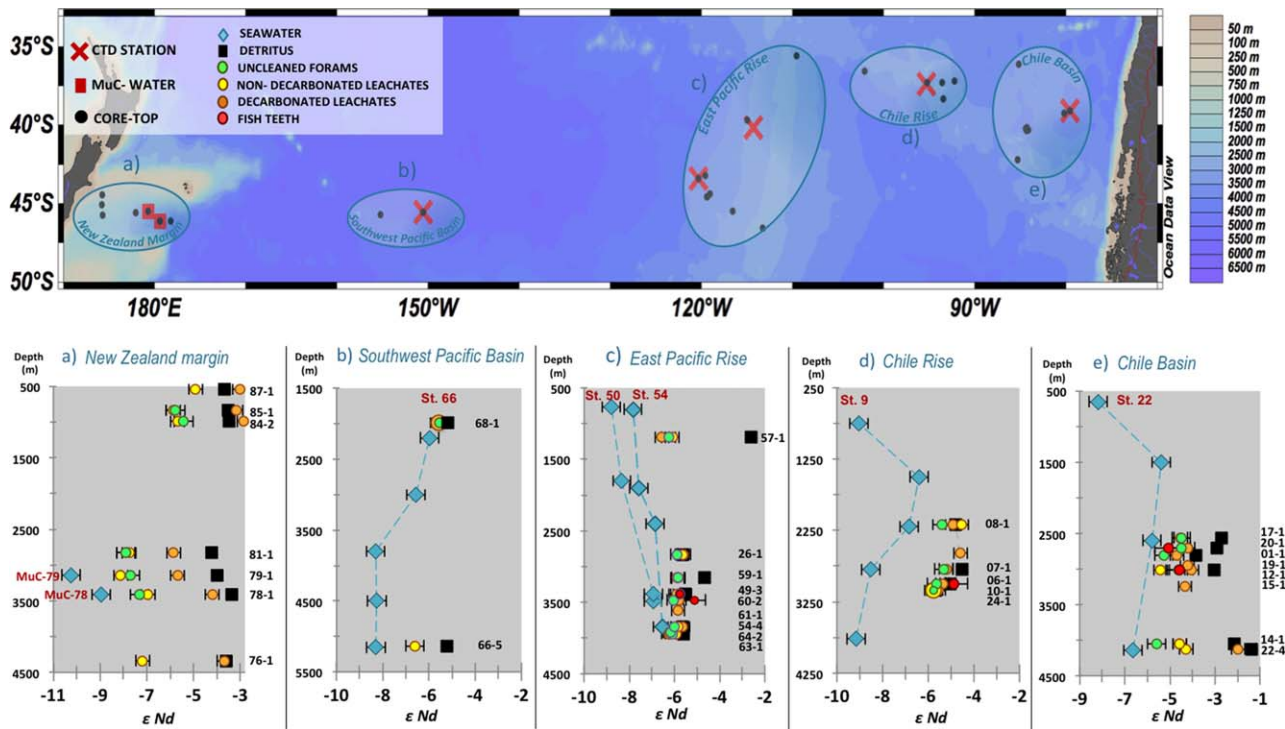 35°S
40°S
45°S
50°S
180°E
150°W
120°W
90°W
CTD STATION
MuC- WATER
CORE-TOP
SEAWATER
DETRITUS
UNCLEANED FORAMS
NON- DECARBONATED LEACHATES
DECARBONATED LEACHATES
FISH TEETH
a)
New Zealand Margin
b)
Southwest Pacific Basin
c)
East Pacific Rise
d)
Chile Rise
e)
Chile Basin
Ocean Data View
50 m
100 m
250 m
500 m
750 m
1000 m
1250 m
1500 m
2000 m
2500 m
3000 m
3500 m
4000 m
4500 m
5000 m
5500 m
6000 m
6500 m
Depth
(m)
a) New Zealand margin
500
1500
2500
3500
4500
87-1
85-1
84-2
81-1
79-1
78-1
76-1
MuC-79
MuC-78
-11 -9 -7 -5 -3
ε Nd
Depth
(m)
b) Southwest Pacific Basin
St. 66
1500
2500
3500
4500
5500
68-1
66-5
-10 -8 -6 -4 -2
ε Nd
Depth
(m)
c) East Pacific Rise
St. 50 St. 54
500
1500
2500
3500
4500
57-1
26-1
59-1
49-3
60-2
61-1
54-4
64-2
63-1
-10 -8 -6 -4 -2
ε Nd
Depth
(m)
d) Chile Rise
St. 9
250
1250
2250
3250
4250
08-1
07-1
06-1
10-1
24-1
-10 -8 -6 -4 -2
ε Nd
Depth
(m)
e) Chile Basin
St. 22
500
1500
2500
3500
4500
17-1
20-1
01-1
19-1
12-1
15-1
14-1
22-4
-9 -7 -5 -3 -1
ε Nd